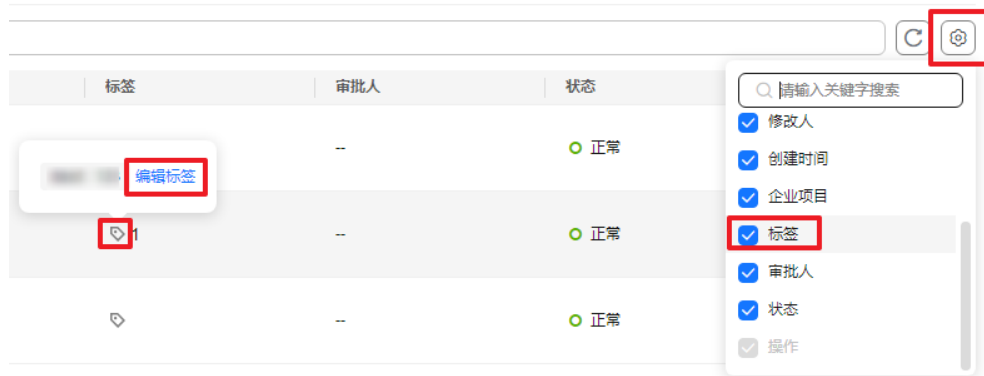 标签 审批人 状态
请输入关键字搜索
修改人
-- 正常
创建时间
编辑标签
企业项目
1 -- 正常
标签
审批人
状态
-- 正常
操作